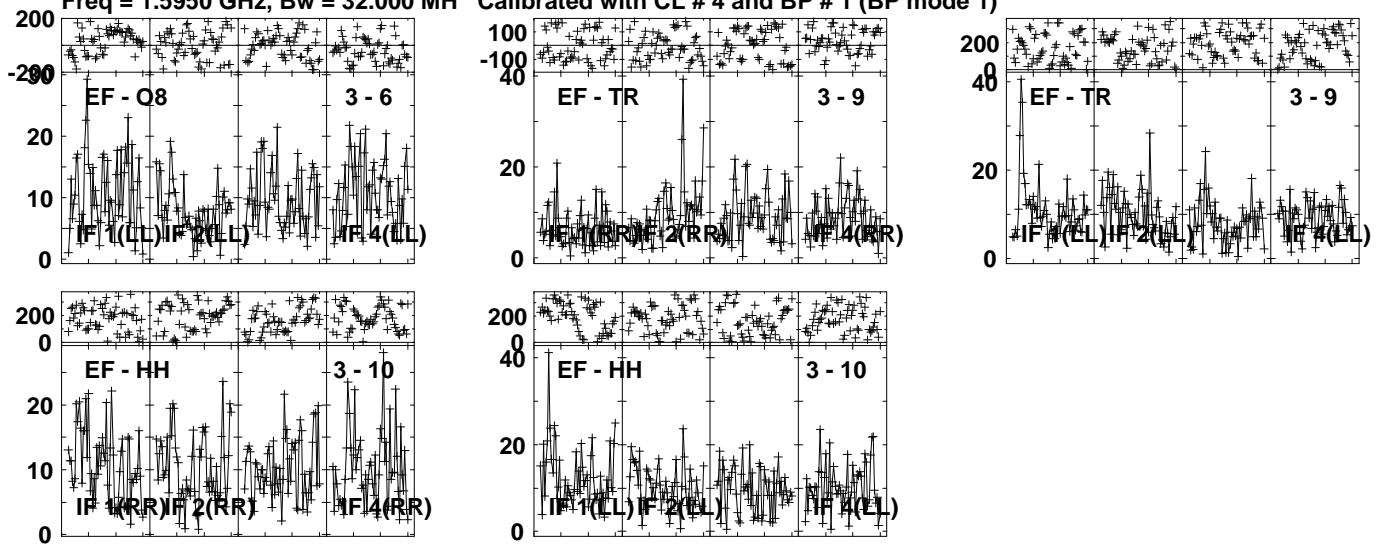 Freq = 1.5950 GHz, Bw = 32.000 MH Calibrated with CL # 4 and BP # 1 (BP mode 1)
200
-200
30
20
10
0
EF - O8 3 - 6
IF 1(LL) IF 2(LL) IF 4(LL)
100
-100
40
20
0
EF - TR 3 - 9
IF 1(RR) IF 2(RR) IF 4(RR)
200
0
40
20
0
EF - TR 3 - 9
IF 1(LL) IF 2(LL) IF 4(LL)
200
0
20
10
0
EF - HH 3 - 10
IF 1(RR) IF 2(RR) IF 4(RR)
200
0
40
20
0
EF - HH 3 - 10
IF 1(LL) IF 2(LL) IF 4(LL)